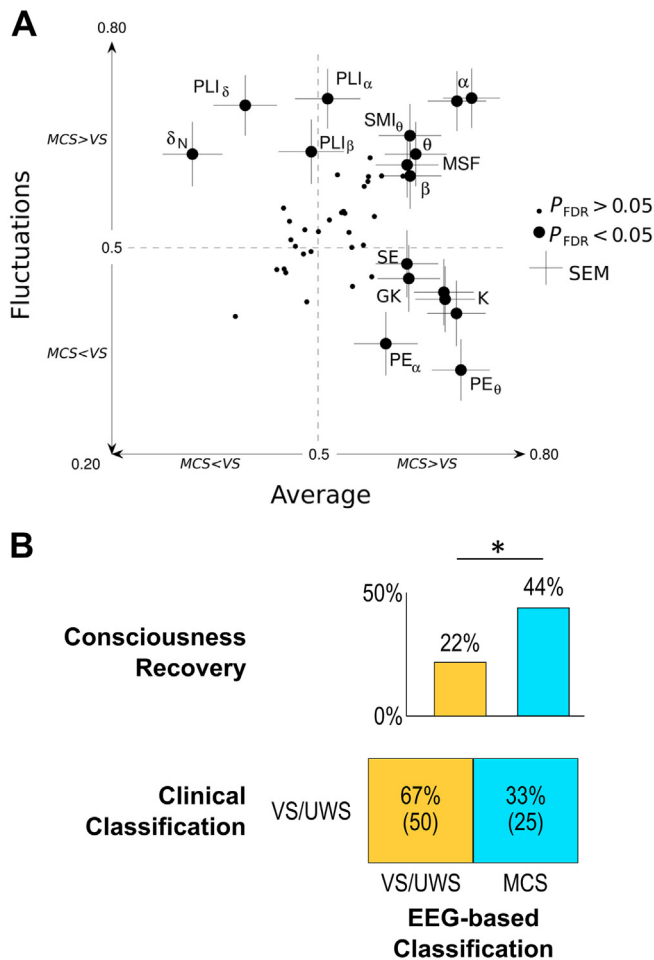 A
0.80
PLIδ
PLIα
α
MCS>VS
δN
PLIβ
SMIθ
θ
MSF
β
Fluctuations
PFDR > 0.05
PFDR < 0.05
SEM
0.5
SE
GK
K
MCS<VS
PEα
PEθ
0.20
MCS<VS
0.5
MCS>VS
0.80
Average
B
*
50%
44%
Consciousness
Recovery
22%
0%
Clinical
Classification
VS/UWS
67%
(50)
33%
(25)
VS/UWS
MCS
EEG-based
Classification